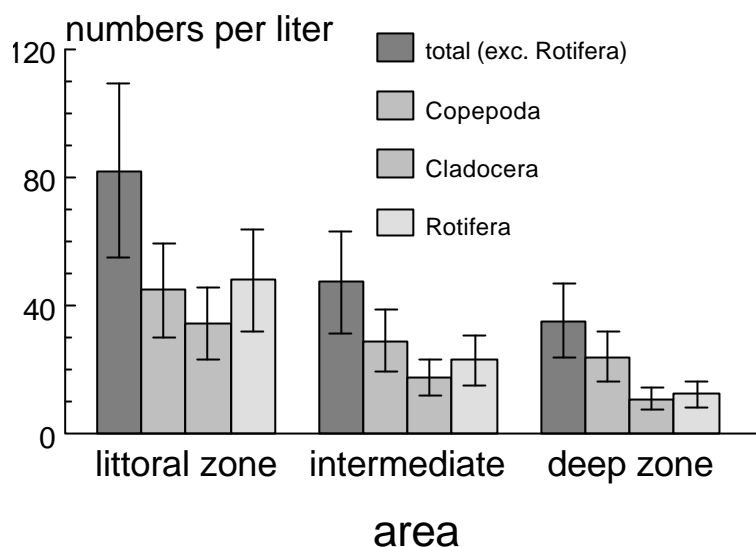 numbers per liter
120
80
40
0
total (exc. Rotifera)
Copepoda
Cladocera
Rotifera
littoral zone intermediate deep zone
area